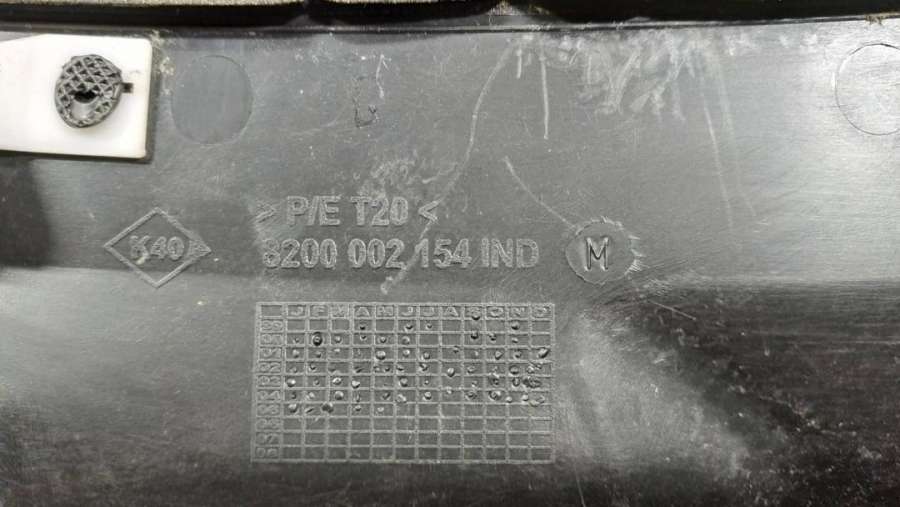 > P/E T20 <
K40
8200 002 154 IND
M
J F M A M J J A S O N D